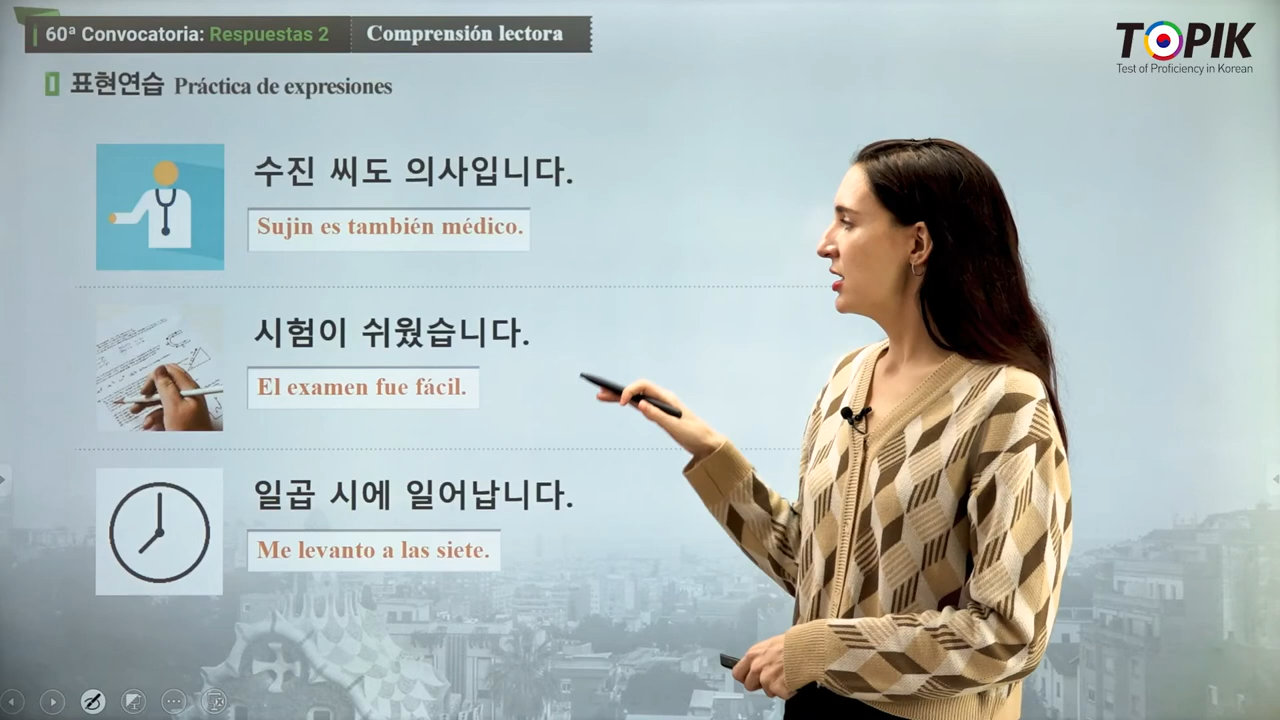 60ª Convocatoria: Respuestas 2 Comprensión lectora
TOPIK
Test of Proficiency in Korean
표현연습 Práctica de expresiones
수진 씨도 의사입니다.
Sujin es también médico.
시험이 쉬웠습니다.
El examen fue fácil.
일곱 시에 일어납니다.
Me levanto a las siete.